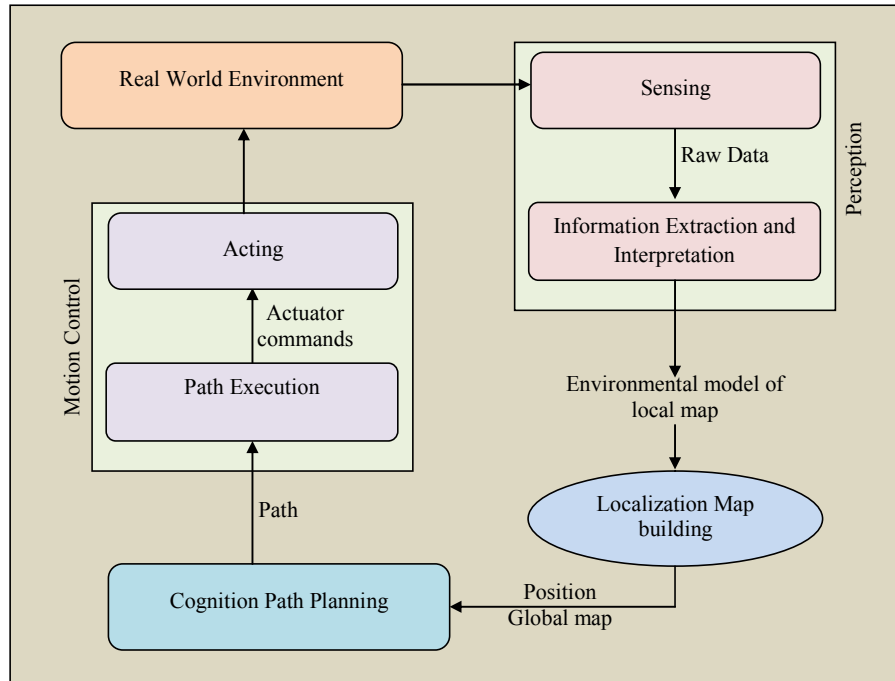 Real World Environment
Sensing
Raw Data
Information Extraction and
Interpretation
Perception
Environmental model of
local map
Localization Map
building
Position
Global map
Cognition Path Planning
Path
Motion Control
Path Execution
Actuator
commands
Acting